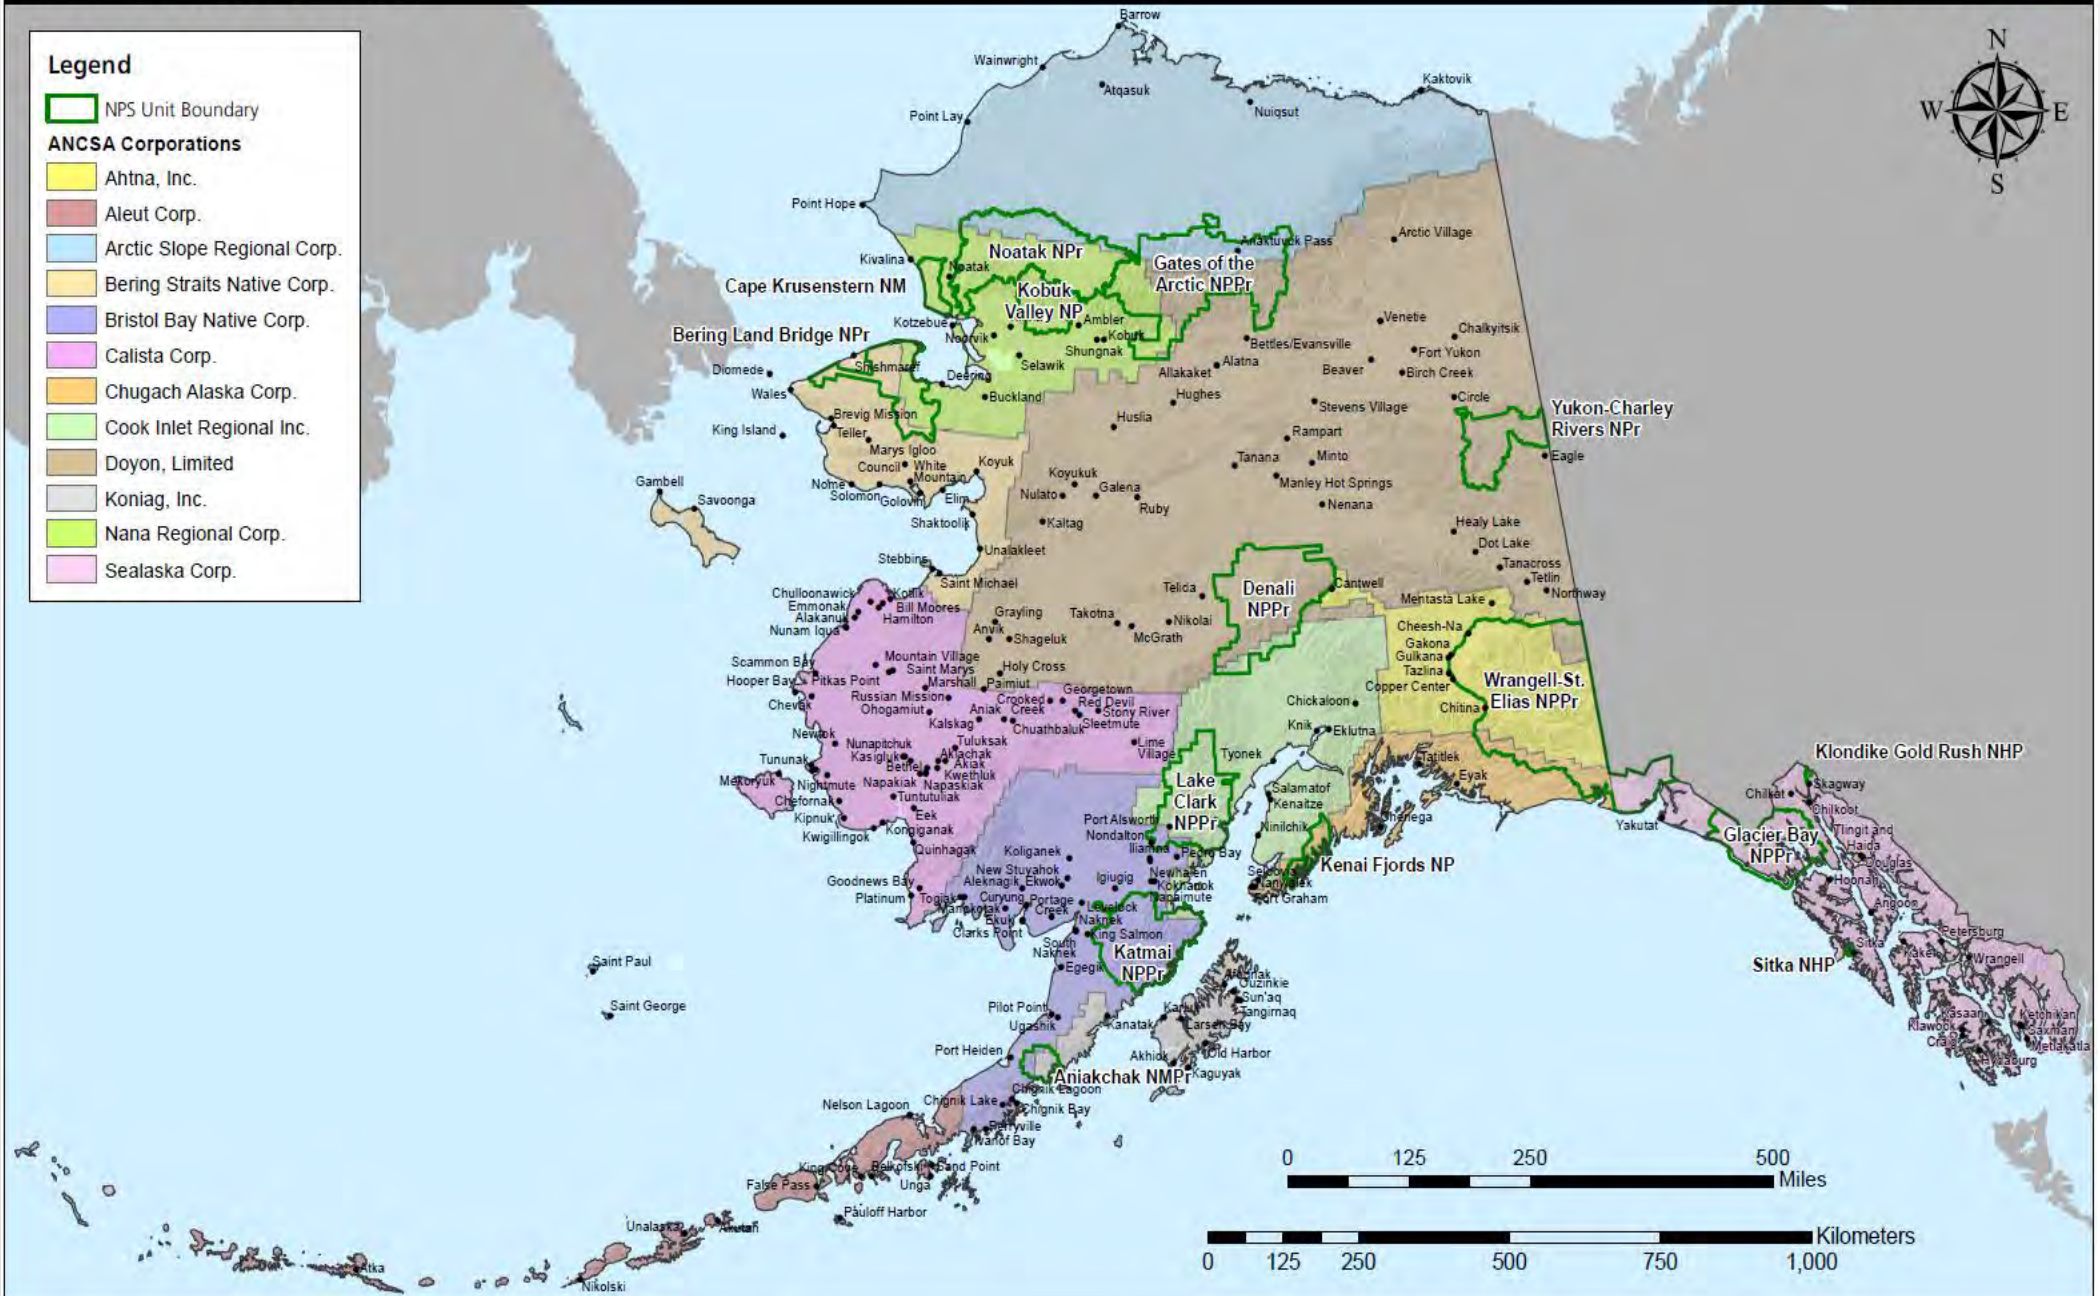 Legend
NPS Unit Boundary
ANCSA Corporations
Ahtna, Inc.
Aleut Corp.
Arctic Slope Regional Corp.
Bering Straits Native Corp.
Bristol Bay Native Corp.
Calista Corp.
Chugach Alaska Corp.
Cook Inlet Regional Inc.
Doyon, Limited
Koniag, Inc.
Nana Regional Corp.
Sealaska Corp.
N
W
E
S
Barrow
Wainwright
Atqasuk
Kaktovik
Nuiqsut
Point Lay
Point Hope
Anaktuvuk Pass
Arctic Village
Noatak NPr
Kivalina
Noatak
Gates of the
Arctic NPPr
Cape Krusenstern NM
Kobuk
Valley NP
Kotzebue
Ambler
Noorvik
Kobuk
Shungnak
Selawik
Venetie
Chalkyitsik
Bettles/Evansville
Fort Yukon
Bering Land Bridge NPr
Shishmaref
Diomede
Deering
Alatna
Allakaket
Beaver
Birch Creek
Wales
Buckland
Hughes
Stevens Village
Circle
Yukon-Charley
Rivers NPr
Brevig Mission
Huslia
King Island
Teller
Rampart
Marys Igloo
Council
White
Mountain
Koyuk
Tanana
Minto
Eagle
Koyukuk
Manley Hot Springs
Gambell
Savoonga
Nome
Solomon
Golovin
Elim
Nulato
Galena
Ruby
Nenana
Shaktoolik
Kaltag
Healy Lake
Dot Lake
Unalakleet
Stebbins
Tanacross
Saint Michael
Telida
Denali
NPPr
Cantwell
Tetlin
Northway
Mentasta Lake
Chulloonawick
Kotlik
Emmonak
Bill Moores
Alakanuk
Hamilton
Nunam Iqua
Grayling
Takotna
Nikolai
Anvik
Shageluk
McGrath
Cheesh-Na
Gakona
Gulkana
Tazlina
Copper Center
Wrangell-St.
Elias NPPr
Chitina
Scammon Bay
Mountain Village
Saint Marys
Holy Cross
Hooper Bay
Pitkas Point
Marshall
Paimiut
Georgetown
Chevak
Russian Mission
Crooked
Creek
Red Devil
Ohogamiut
Aniak
Stony River
Kalskag
Chuathbaluk
Sleetmute
Chickaloon
Newtok
Knik
Eklutna
Nunapitchuk
Tuluksak
Lime
Village
Kasigluk
Akiachak
Tyonek
Tununak
Bethel
Akiak
Kwethluk
Mekoryuk
Nightmute
Napakiak
Napaskiak
Tatitlek
Eyak
Klondike Gold Rush NHP
Chefornak
Tuntutuliak
Lake
Clark
NPPr
Salamatof
Kenaitze
Skagway
Chilkat
Chilkoot
Kipnuk
Eek
Port Alsworth
Nondalton
Ninilchik
Chenega
Yakutat
Glacier Bay
NPPr
Tlingit and
Haida
Kwigillingok
Kongiganak
Quinhagak
Koliganek
Iliamna
Pedro Bay
Kenai Fjords NP
Douglas
New Stuyahok
Newhalen
Seldovia
Hoonah
Goodnews Bay
Aleknagik
Ekwok
Igiugig
Kokhanok
Nanwalek
Port Graham
Platinum
Togiak
Curyung
Portage
Creek
Napaimute
Angoon
Manokotak
Levelock
Ekuk
Naknek
Clarks Point
King Salmon
Petersburg
South
Naknek
Katmai
NPPr
Sitka
Kake
Wrangell
Sitka NHP
Egegik
Saint Paul
Afognak
Ouzinkie
Sun'aq
Tangirnaq
Saint George
Pilot Point
Ugashik
Kanatak
Karluk
Larsen Bay
Kasaan
Ketchikan
Klawock
Saxman
Craig
Metlakatla
Hydaburg
Port Heiden
Akhiok
Old Harbor
Aniakchak NMPr
Kaguyak
Chignik Lagoon
Nelson Lagoon
Chignik Lake
Chignik Bay
Perryville
Ivanof Bay
King Cove
Belkofski
Sand Point
False Pass
Unga
Pauloff Harbor
Unalaska
Akutan
Atka
Nikolski
0 125 250 500
Miles
Kilometers
0 125 250 500 750 1,000